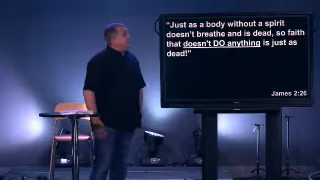 “Just as a body without a spirit
doesn't breathe and is dead, so faith
that doesn't DO anything is just as
dead!”
James 2:26